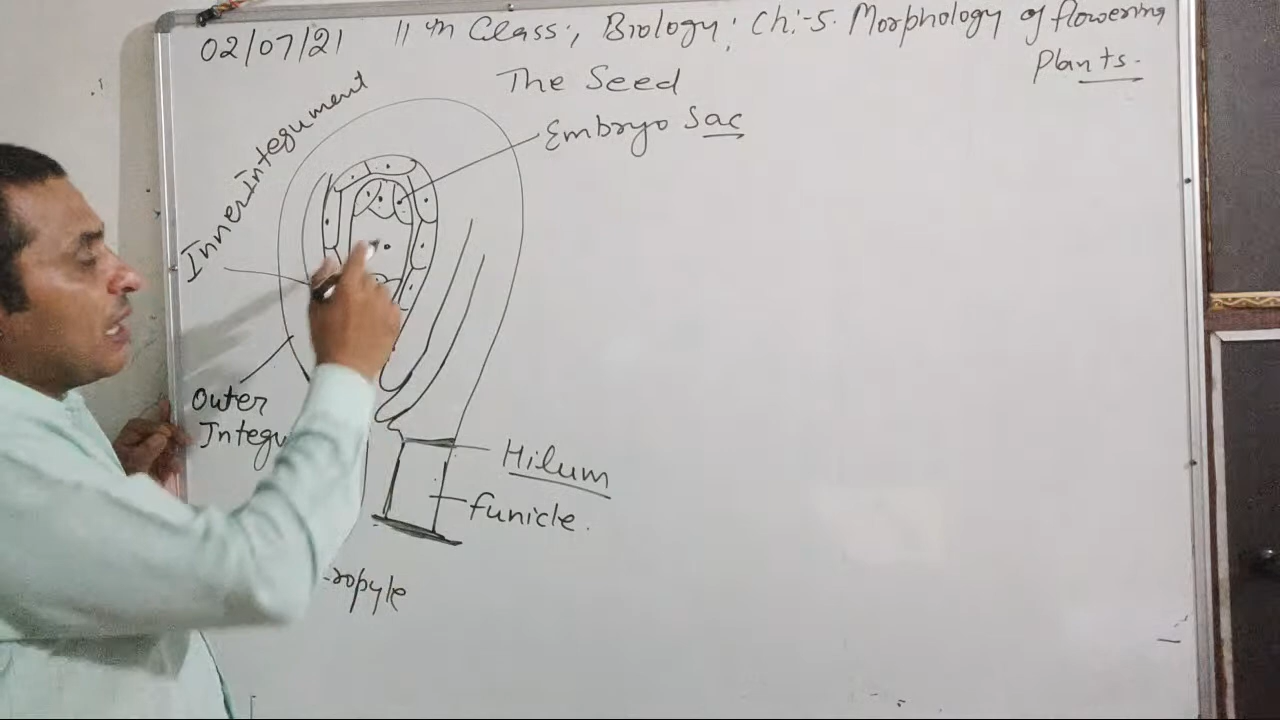 02/07/21 11th Class:, Biology; Ch:-5. Morphology of flowering
Plants.
The Seed
Inner Integument
Embryo Sac
Outer
Hilum
funicle.